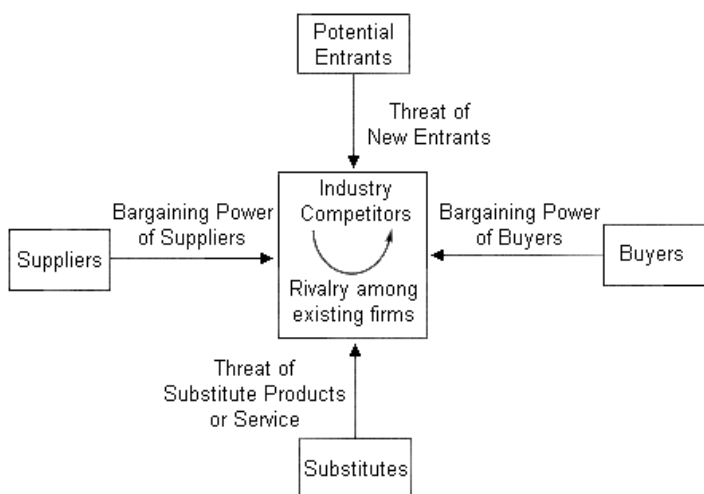 Potential
Entrants
Threat of
New Entrants
Industry
Competitors
Bargaining Power
of Suppliers
Bargaining Power
of Buyers
Suppliers
Buyers
Rivalry among
existing firms
Threat of
Substitute Products
or Service
Substitutes